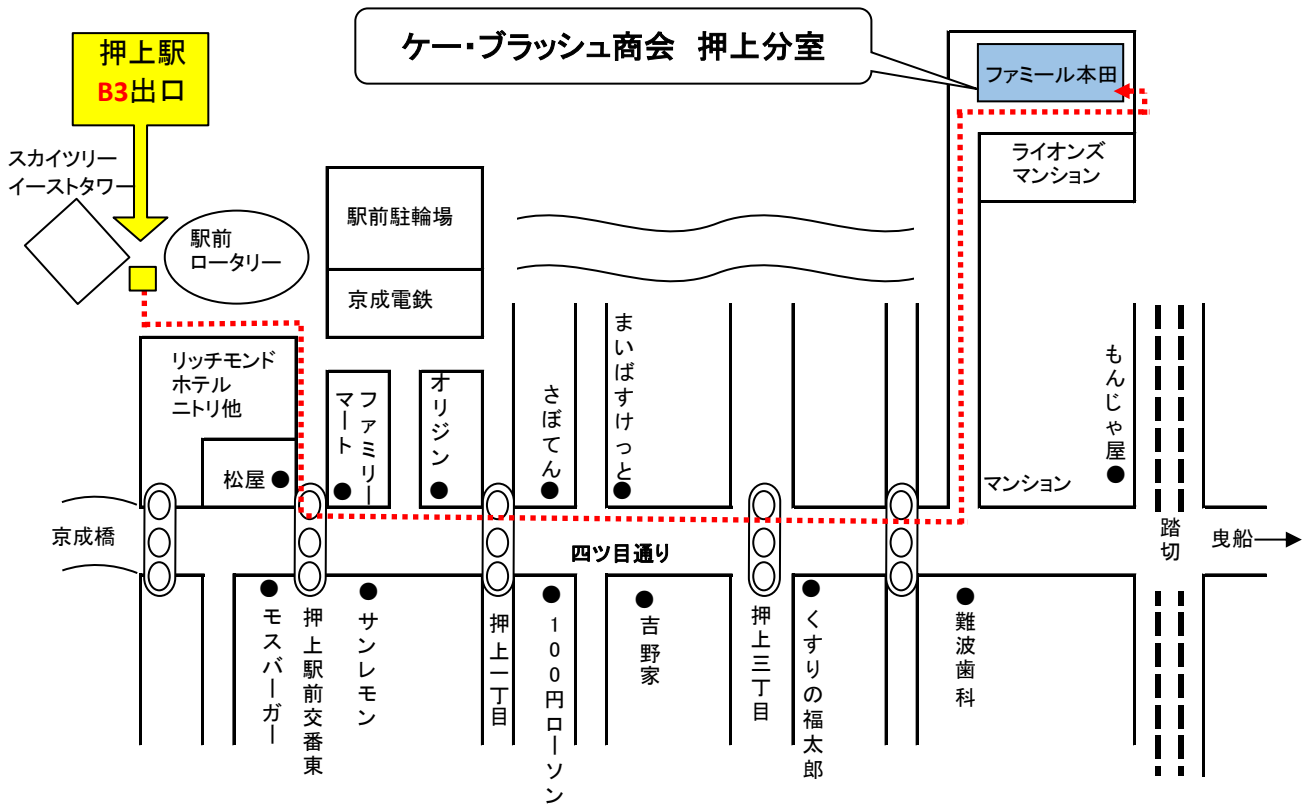 ケー・ブラッシュ商会 押上分室
押上駅
B3出口
ファミール本田
スカイツリー
イーストタワー
ライオンズ
マンション
駅前駐輪場
駅前
ロータリー
京成電鉄
リッチモンド
ホテル
ニトリ他
ファミリー
マート
オリジン
さぼてん
まいばすけっと
もんじゃ屋
松屋
マンション
京成橋
四ツ目通り
踏切
曳船
モスバーガー
押上駅前交番東
サンレモン
押上一丁目
100円ローソン
吉野家
押上三丁目
くすりの福太郎
難波歯科